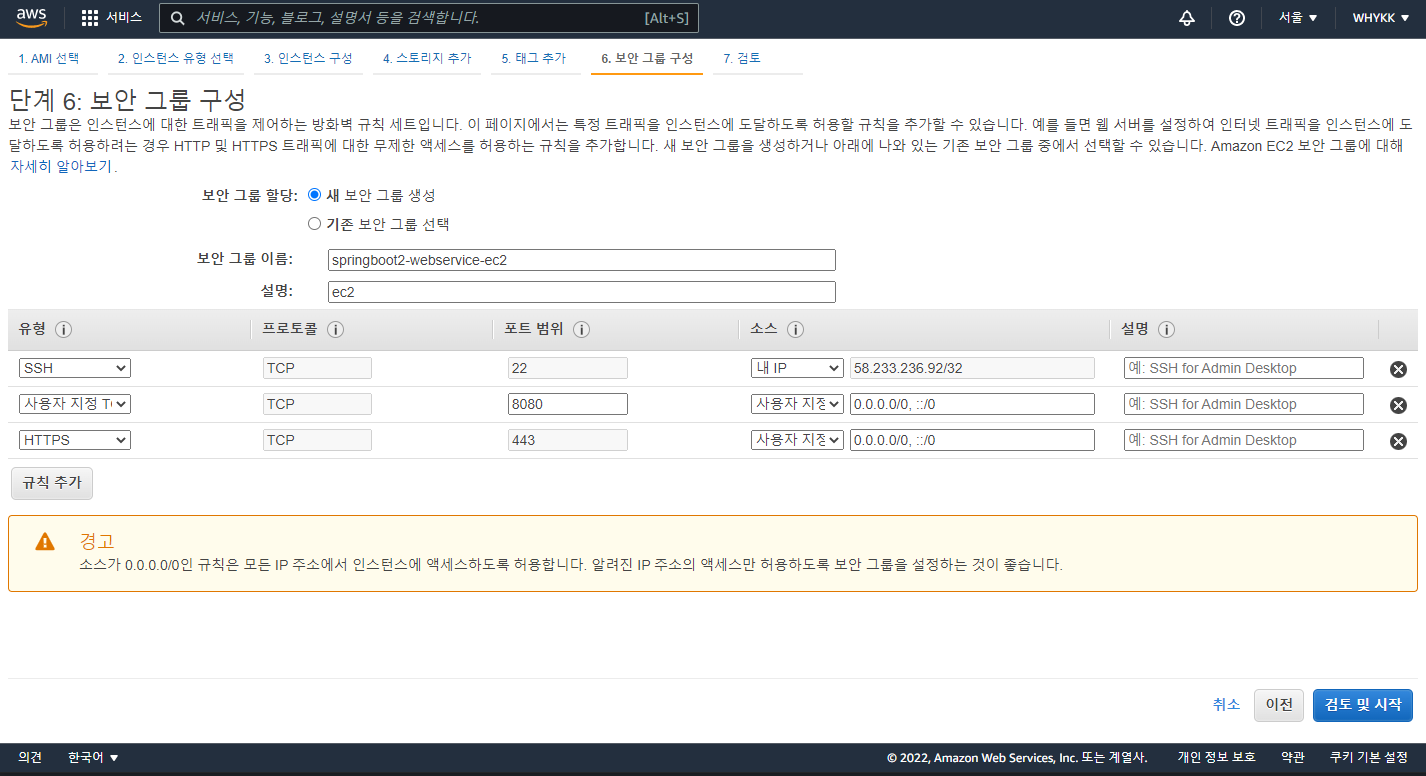 aws 서비스 서비스, 기능, 블로그, 설명서 등을 검색합니다. [Alt+S] 서울 ▼ WHYKK ▼
1. AMI 선택 2. 인스턴스 유형 선택 3. 인스턴스 구성 4. 스토리지 추가 5. 태그 추가 6. 보안 그룹 구성 7. 검토
단계 6: 보안 그룹 구성
보안 그룹은 인스턴스에 대한 트래픽을 제어하는 방화벽 규칙 세트입니다. 이 페이지에서는 특정 트래픽을 인스턴스에 도달하도록 허용할 규칙을 추가할 수 있습니다. 예를 들면 웹 서버를 설정하여 인터넷 트래픽을 인스턴스에 도
달하도록 허용하려는 경우 HTTP 및 HTTPS 트래픽에 대한 무제한 액세스를 허용하는 규칙을 추가합니다. 새 보안 그룹을 생성하거나 아래에 나와 있는 기존 보안 그룹 중에서 선택할 수 있습니다. Amazon EC2 보안 그룹에 대해
자세히 알아보기.
보안 그룹 할당: 새 보안 그룹 생성
기존 보안 그룹 선택
보안 그룹 이름: springboot2-webservice-ec2
설명: ec2
유형 프로토콜 포트 범위 소스 설명
SSH TCP 22 내 IP 58.233.236.92/32 예: SSH for Admin Desktop
사용자 지정 TCP 8080 사용자 지정 0.0.0.0/0, ::/0 예: SSH for Admin Desktop
HTTPS TCP 443 사용자 지정 0.0.0.0/0, ::/0 예: SSH for Admin Desktop
규칙 추가
경고
소스가 0.0.0.0/0인 규칙은 모든 IP 주소에서 인스턴스에 액세스하도록 허용합니다. 알려진 IP 주소의 액세스만 허용하도록 보안 그룹을 설정하는 것이 좋습니다.
취소 이전 검토 및 시작
의견 한국어 ▼ © 2022, Amazon Web Services, Inc. 또는 계열사. 개인 정보 보호 약관 쿠키 기본 설정